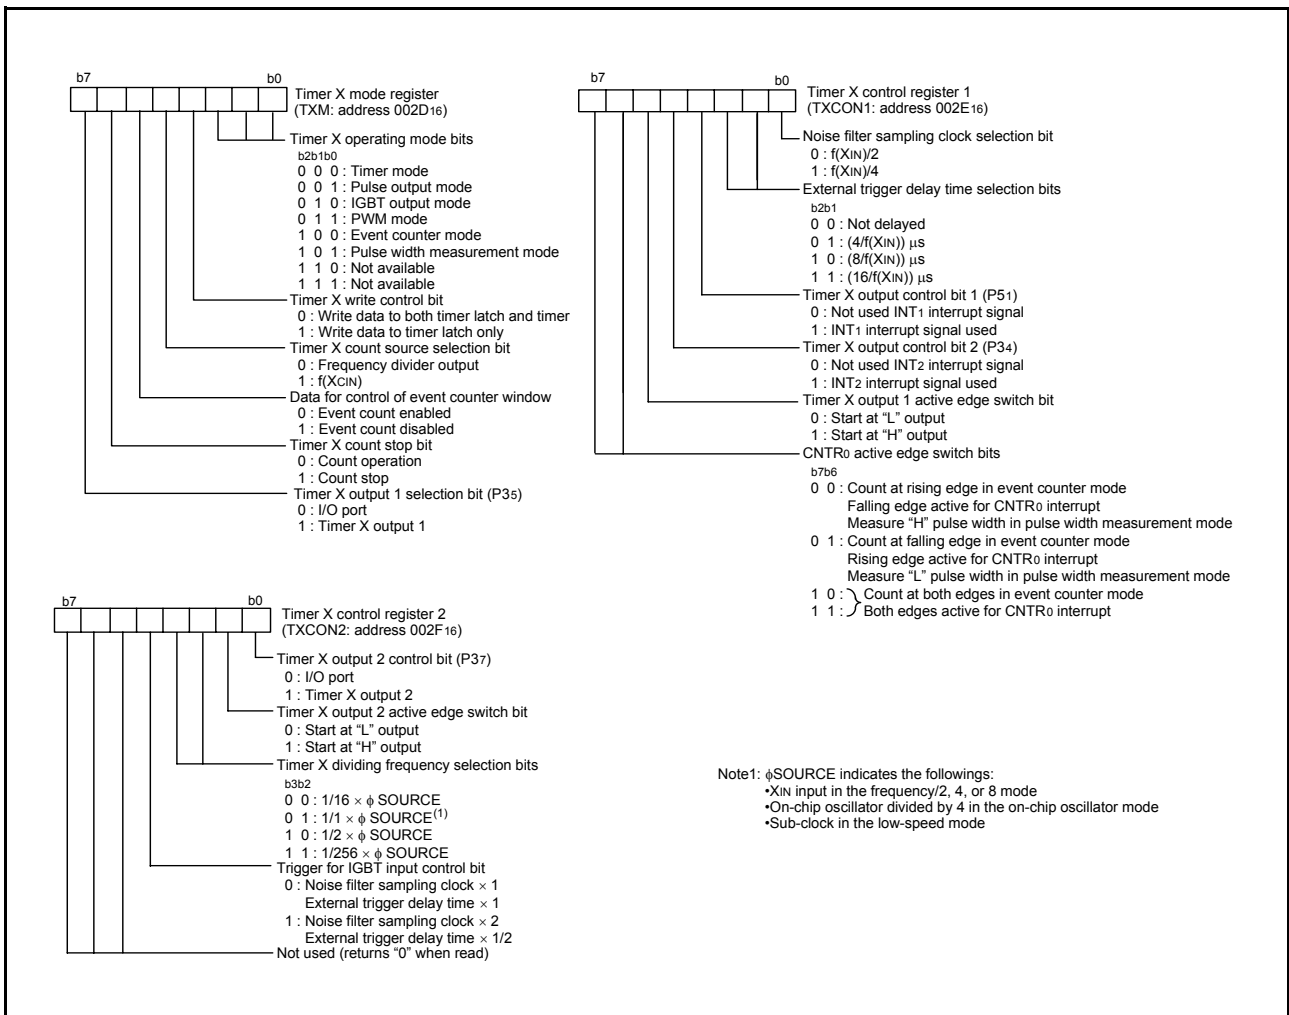 b7 b0
Timer X mode register
(TXM: address 002D16)
Timer X operating mode bits
b2b1b0
0 0 0 : Timer mode
0 0 1 : Pulse output mode
0 1 0 : IGBT output mode
0 1 1 : PWM mode
1 0 0 : Event counter mode
1 0 1 : Pulse width measurement mode
1 1 0 : Not available
1 1 1 : Not available
Timer X write control bit
0 : Write data to both timer latch and timer
1 : Write data to timer latch only
Timer X count source selection bit
0 : Frequency divider output
1 : f(XCIN)
Data for control of event counter window
0 : Event count enabled
1 : Event count disabled
Timer X count stop bit
0 : Count operation
1 : Count stop
Timer X output 1 selection bit (P35)
0 : I/O port
1 : Timer X output 1
b7 b0
Timer X control register 1
(TXCON1: address 002E16)
Noise filter sampling clock selection bit
0 : f(XIN)/2
1 : f(XIN)/4
External trigger delay time selection bits
b2b1
0 0 : Not delayed
0 1 : (4/f(XIN)) μs
1 0 : (8/f(XIN)) μs
1 1 : (16/f(XIN)) μs
Timer X output control bit 1 (P51)
0 : Not used INT1 interrupt signal
1 : INT1 interrupt signal used
Timer X output control bit 2 (P34)
0 : Not used INT2 interrupt signal
1 : INT2 interrupt signal used
Timer X output 1 active edge switch bit
0 : Start at “L” output
1 : Start at “H” output
CNTR0 active edge switch bits
b7b6
0 0 : Count at rising edge in event counter mode
Falling edge active for CNTR0 interrupt
Measure “H” pulse width in pulse width measurement mode
0 1 : Count at falling edge in event counter mode
Rising edge active for CNTR0 interrupt
Measure “L” pulse width in pulse width measurement mode
1 0 : Count at both edges in event counter mode
1 1 : Both edges active for CNTR0 interrupt
b7 b0
Timer X control register 2
(TXCON2: address 002F16)
Timer X output 2 control bit (P37)
0 : I/O port
1 : Timer X output 2
Timer X output 2 active edge switch bit
0 : Start at “L” output
1 : Start at “H” output
Timer X dividing frequency selection bits
b3b2
0 0 : 1/16 × ϕ SOURCE
0 1 : 1/1 × ϕ SOURCE(1)
1 0 : 1/2 × ϕ SOURCE
1 1 : 1/256 × ϕ SOURCE
Trigger for IGBT input control bit
0 : Noise filter sampling clock × 1
External trigger delay time × 1
1 : Noise filter sampling clock × 2
External trigger delay time × 1/2
Not used (returns “0” when read)
Note1: ϕSOURCE indicates the followings:
•XIN input in the frequency/2, 4, or 8 mode
•On-chip oscillator divided by 4 in the on-chip oscillator mode
•Sub-clock in the low-speed mode